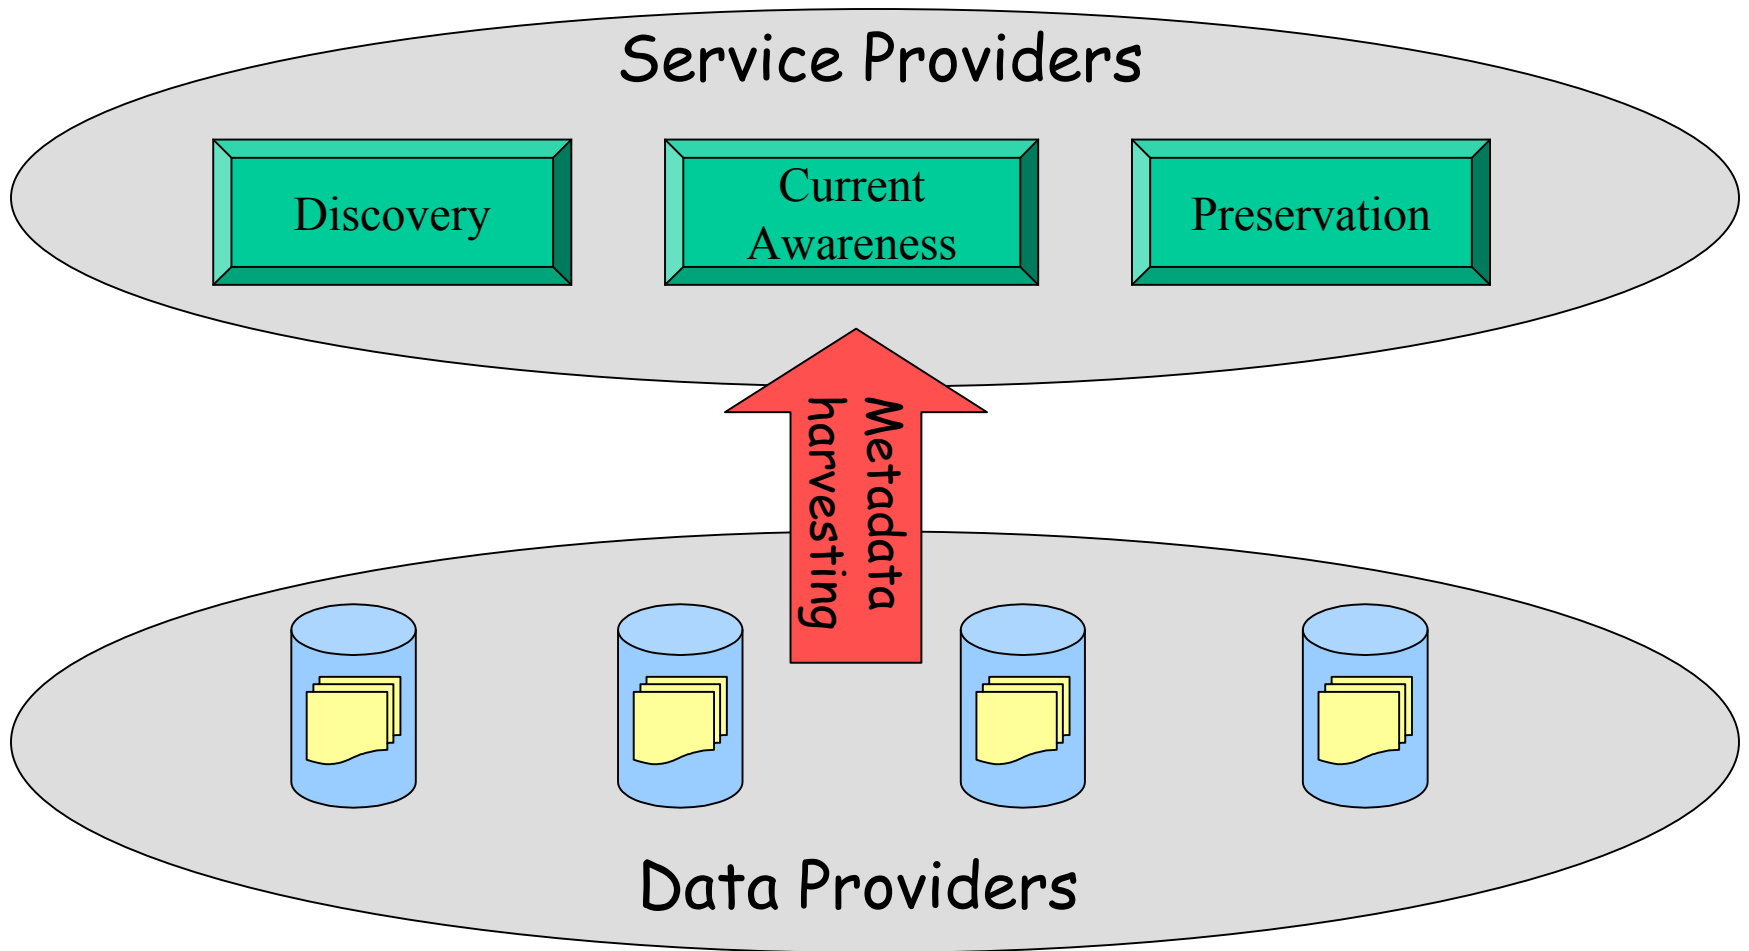 Service Providers
Discovery
Current
Awareness
Preservation
Metadata
harvesting
Data Providers